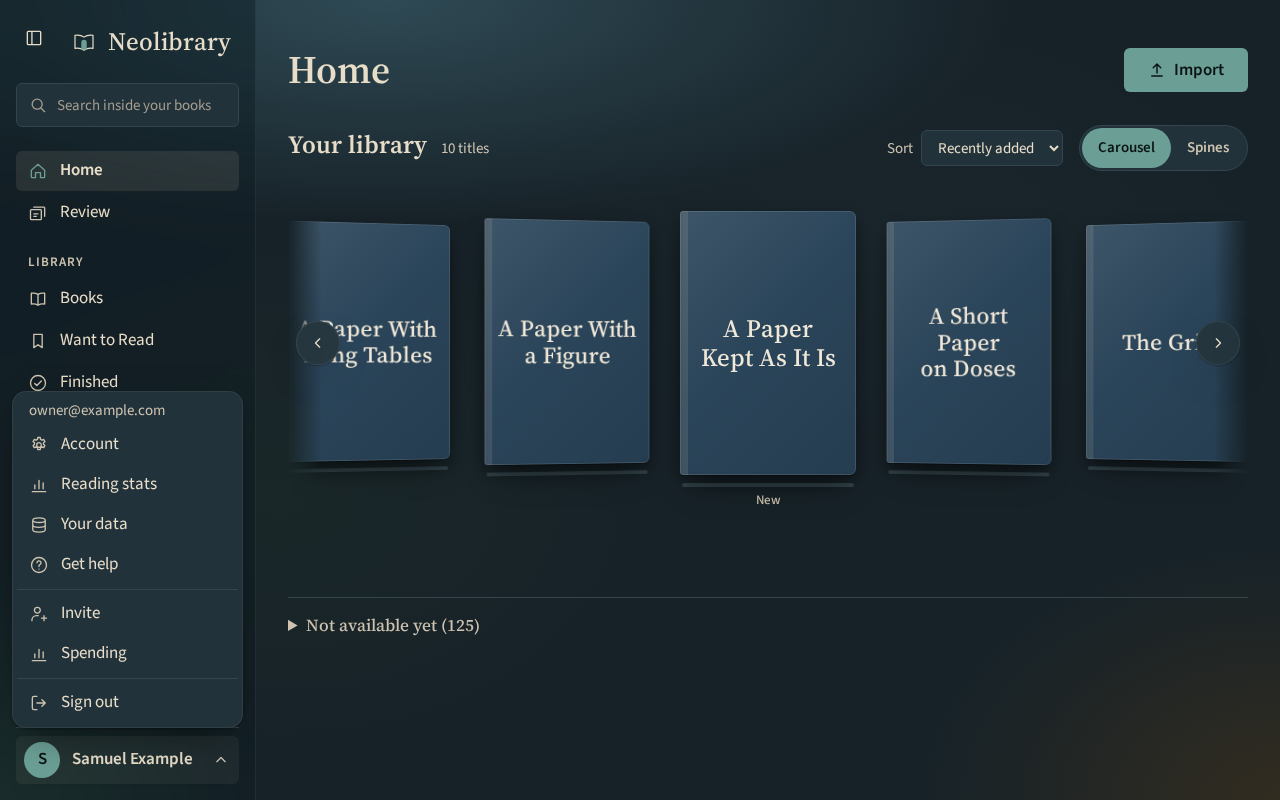 Neolibrary
Search inside your books
Home
Review
LIBRARY
Books
Want to Read
Finished
owner@example.com
Account
Reading stats
Your data
Get help
Invite
Spending
Sign out
S
Samuel Example
Home
Import
Your library
10 titles
Sort
Recently added
Carousel
Spines
Paper With
Tables
A Paper With
a Figure
A Paper
Kept As It Is
New
A Short
Paper
on Doses
The
Not available yet (125)